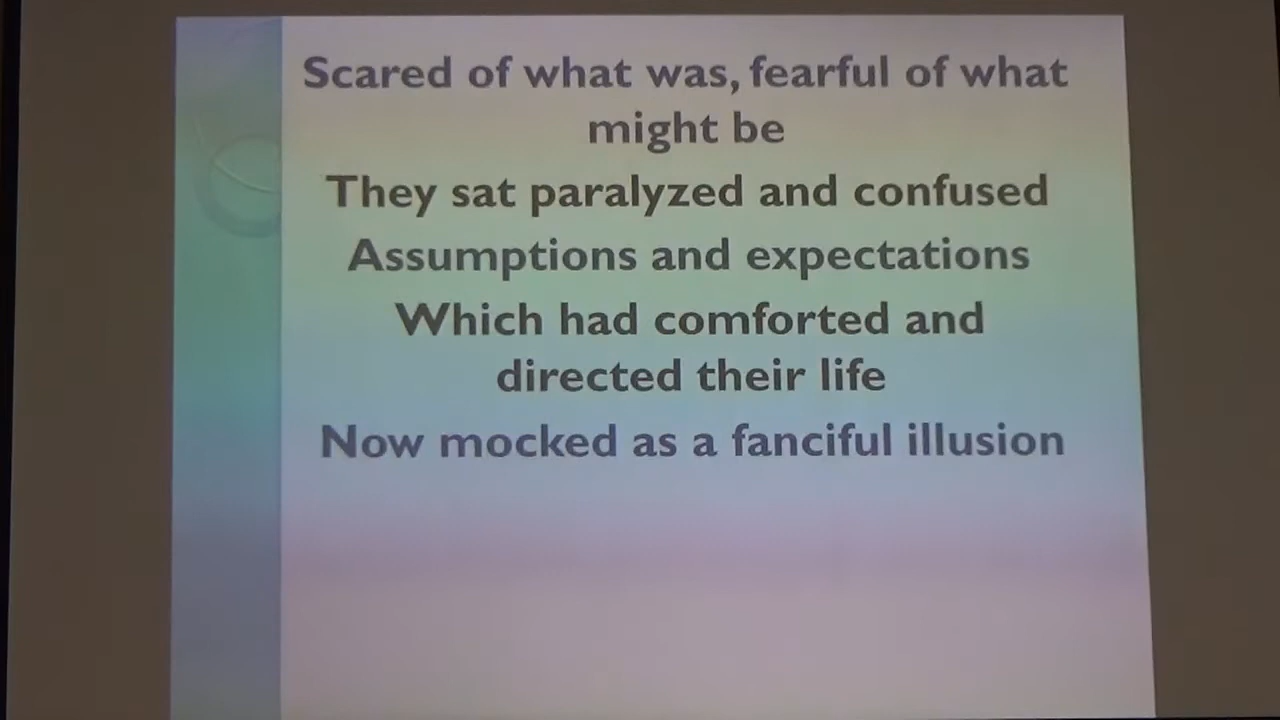 Scared of what was, fearful of what
might be
They sat paralyzed and confused
Assumptions and expectations
Which had comforted and
directed their life
Now mocked as a fanciful illusion